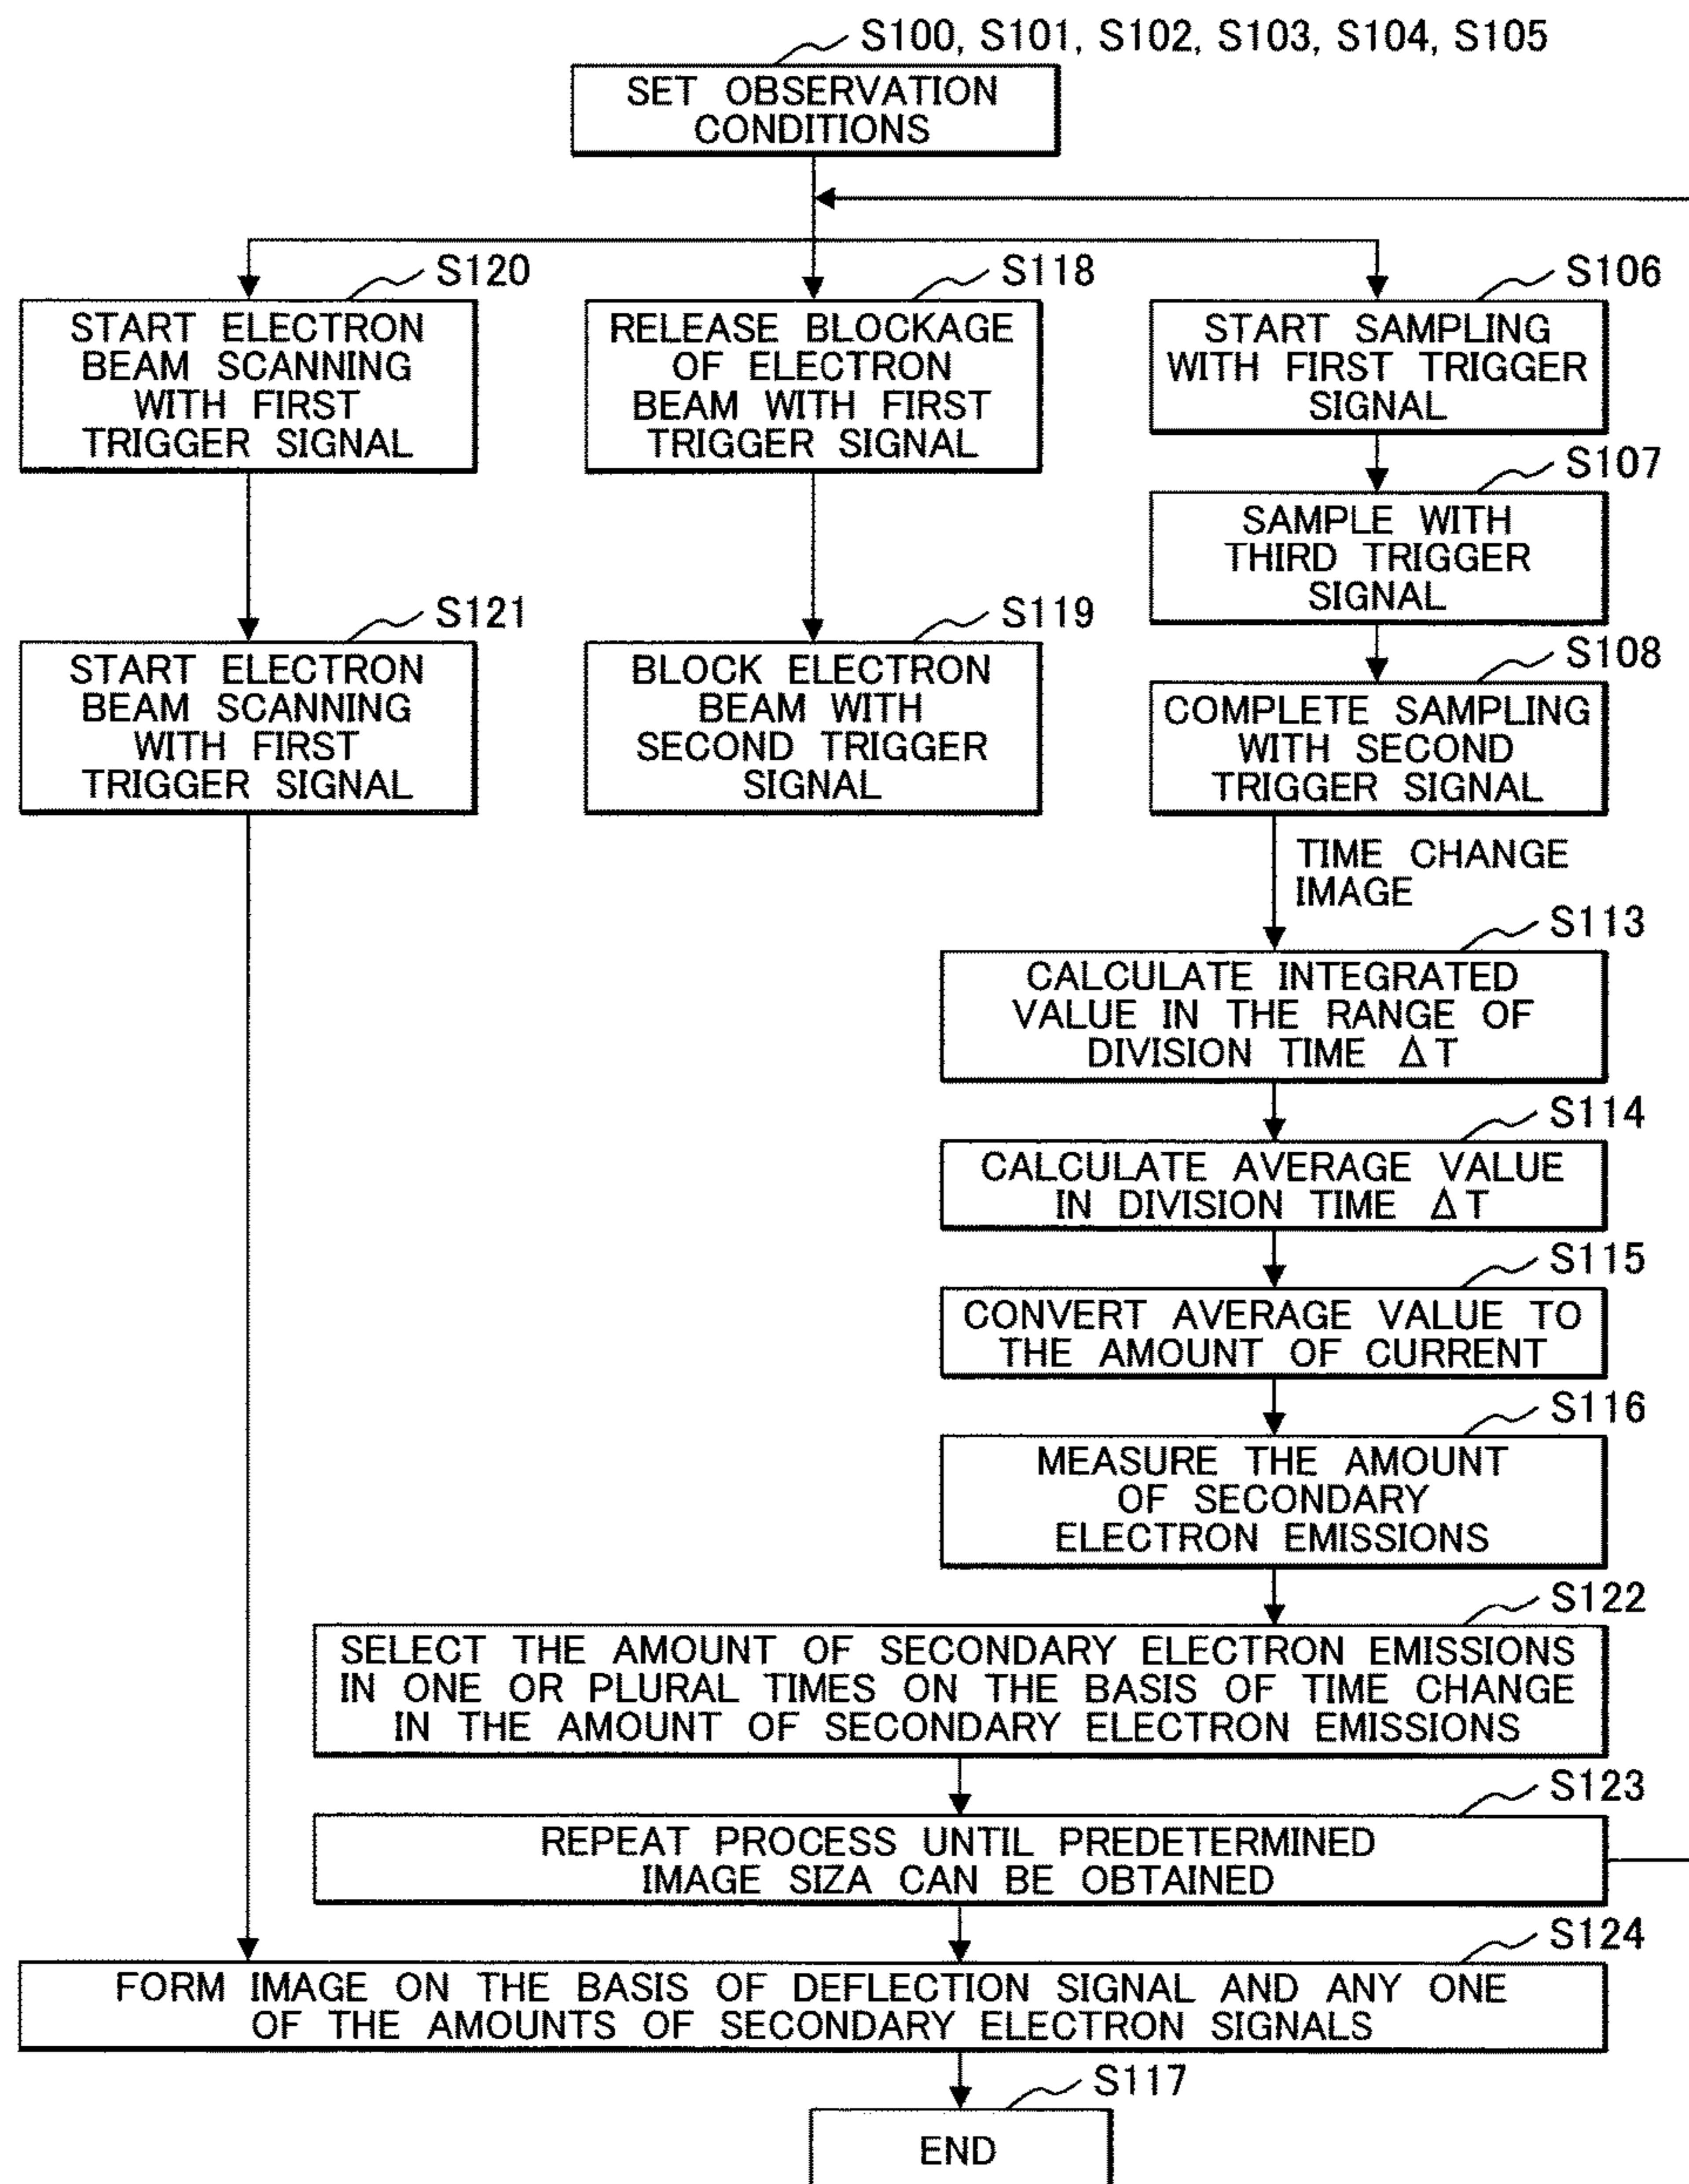 S100, S101, S102, S103, S104, S105
SET OBSERVATION
CONDITIONS
S120
START ELECTRON
BEAM SCANNING
WITH FIRST
TRIGGER SIGNAL
S118
RELEASE BLOCKAGE
OF ELECTRON
BEAM WITH FIRST
TRIGGER SIGNAL
S106
START SAMPLING
WITH FIRST TRIGGER
SIGNAL
S107
SAMPLE WITH
THIRD TRIGGER
SIGNAL
S121
START ELECTRON
BEAM SCANNING
WITH FIRST
TRIGGER SIGNAL
S119
BLOCK ELECTRON
BEAM WITH
SECOND TRIGGER
SIGNAL
S108
COMPLETE SAMPLING
WITH SECOND
TRIGGER SIGNAL
TIME CHANGE
IMAGE
S113
CALCULATE INTEGRATED
VALUE IN THE RANGE OF
DIVISION TIME ΔT
S114
CALCULATE AVERAGE VALUE
IN DIVISION TIME ΔT
S115
CONVERT AVERAGE VALUE TO
THE AMOUNT OF CURRENT
S116
MEASURE THE AMOUNT
OF SECONDARY
ELECTRON EMISSIONS
S122
SELECT THE AMOUNT OF SECONDARY ELECTRON EMISSIONS
IN ONE OR PLURAL TIMES ON THE BASIS OF TIME CHANGE
IN THE AMOUNT OF SECONDARY ELECTRON EMISSIONS
S123
REPEAT PROCESS UNTIL PREDETERMINED
IMAGE SIZA CAN BE OBTAINED
S124
FORM IMAGE ON THE BASIS OF DEFLECTION SIGNAL AND ANY ONE
OF THE AMOUNTS OF SECONDARY ELECTRON SIGNALS
S117
END